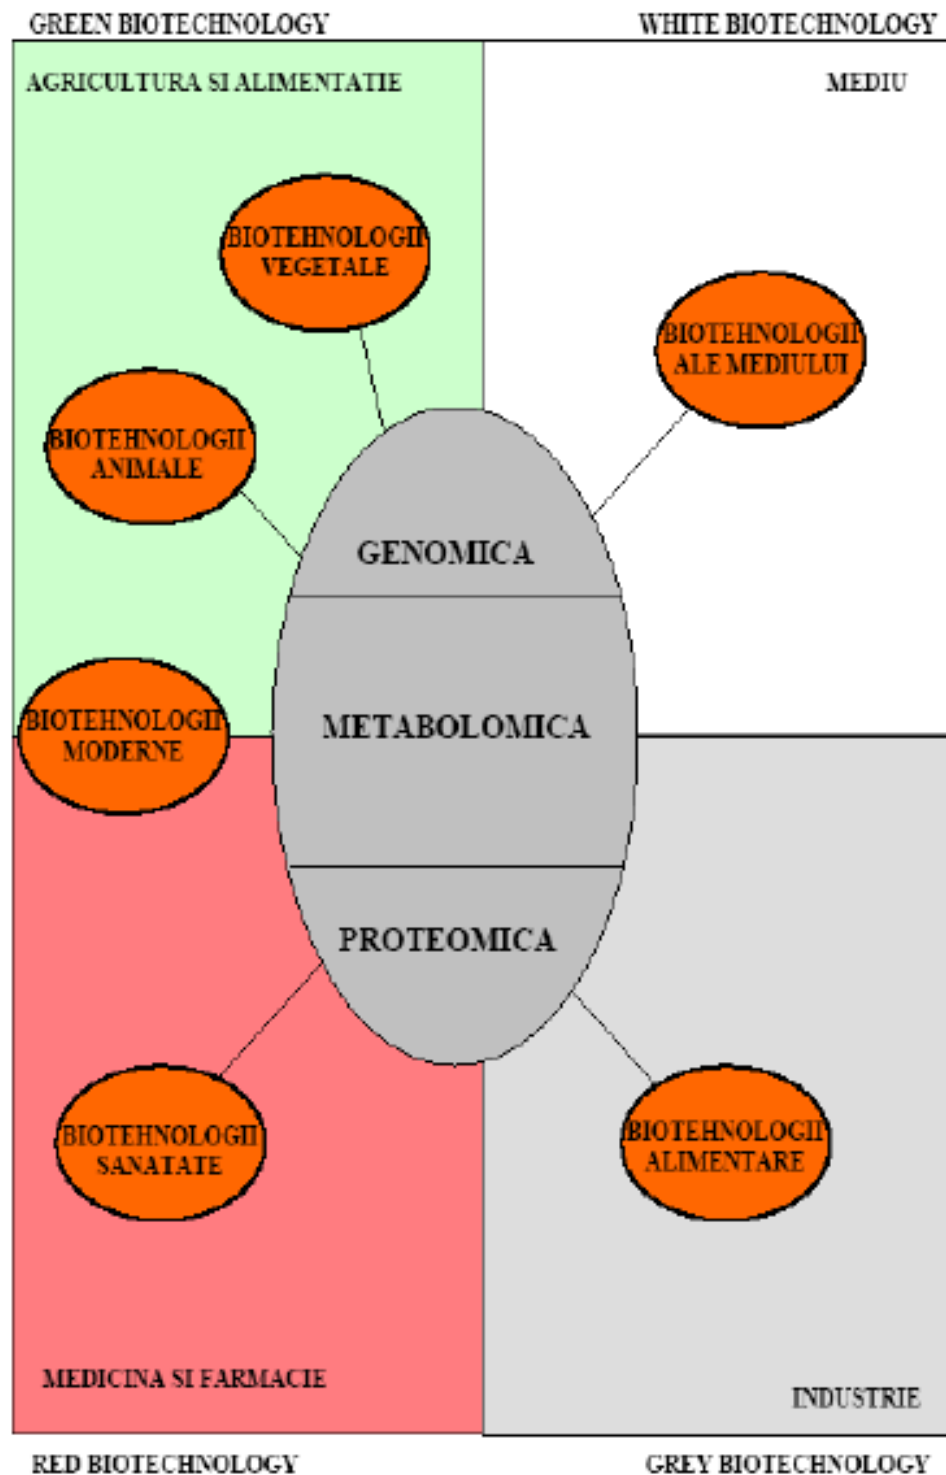 GREEN BIOTECHNOLOGY
WHITE BIOTECHNOLOGY
AGRICULTURA SI ALIMENTATIE
MEDIU
BIOTEHNOLOGII
VEGETALE
BIOTEHNOLOGII
ALE MEDIULUI
BIOTEHNOLOGII
ANIMALE
GENOMICA
METABOLOMICA
BIOTEHNOLOGII
MODERNE
PROTEOMICA
BIOTEHNOLOGII
SANATATE
BIOTEHNOLOGII
ALIMENTARE
MEDICINA SI FARMACIE
INDUSTRIE
RED BIOTECHNOLOGY
GREY BIOTECHNOLOGY